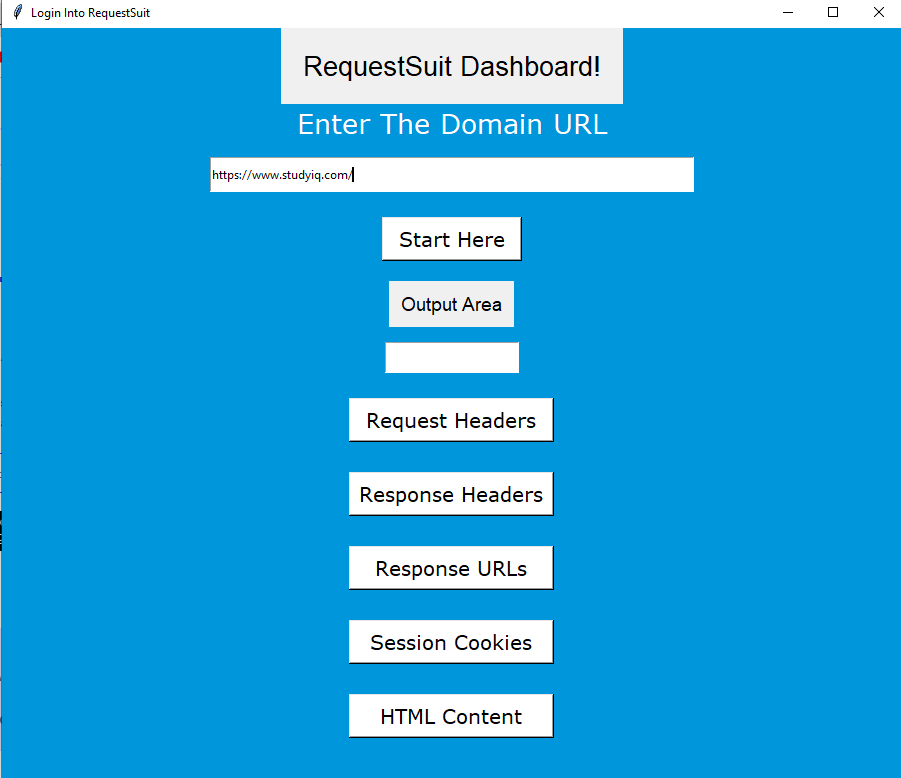 Login Into RequestSuit
RequestSuit Dashboard!
Enter The Domain URL
https://www.studyiq.com/
Start Here
Output Area
Request Headers
Response Headers
Response URLs
Session Cookies
HTML Content